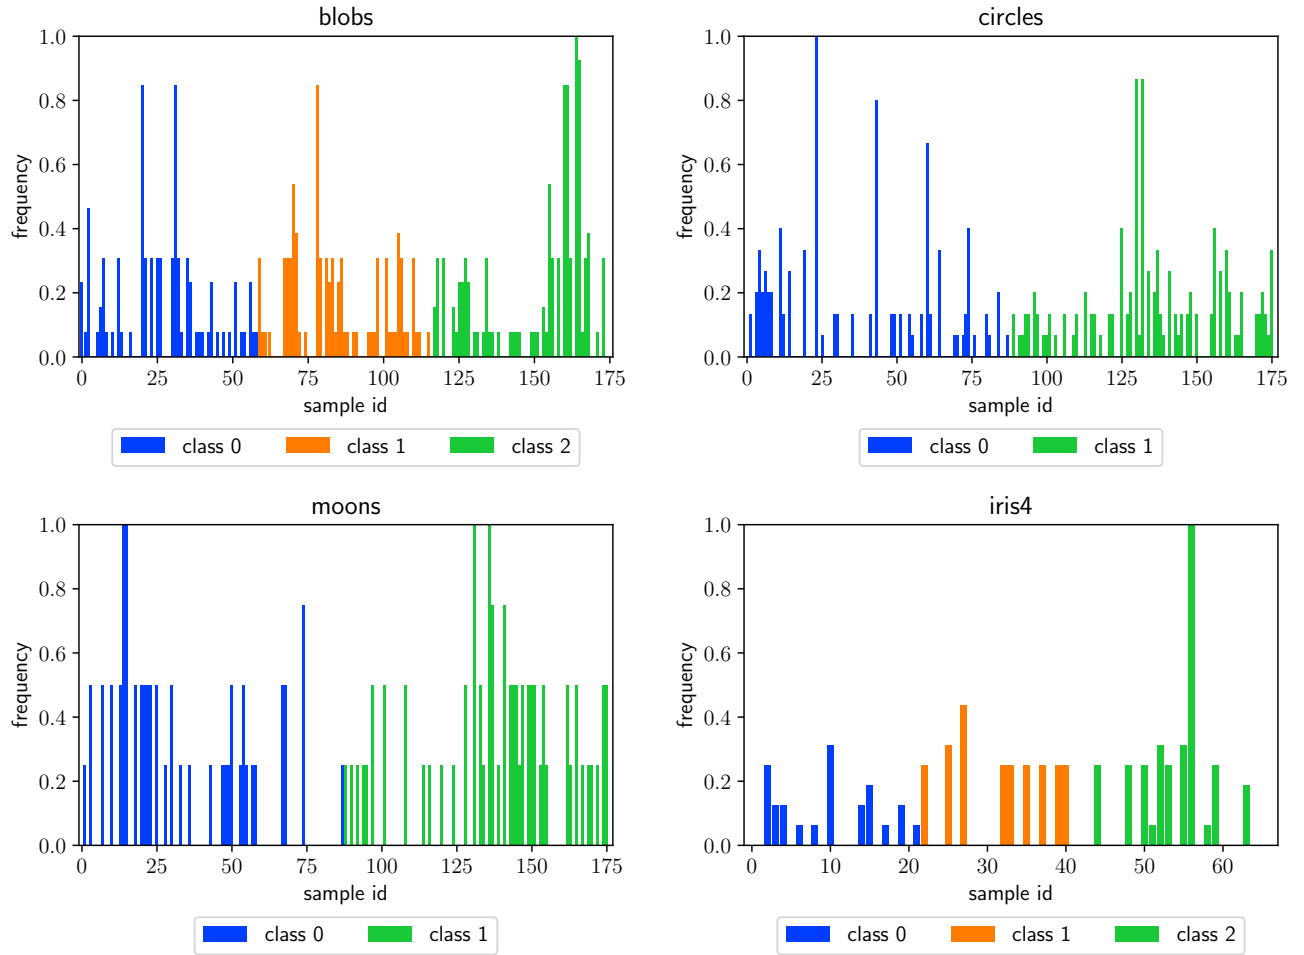 blobs
1.0
0.8
0.6
0.4
0.2
0.0
frequency
0 25 50 75 100 125 150 175
sample id
class 0 class 1 class 2
circles
1.0
0.8
0.6
0.4
0.2
0.0
frequency
0 25 50 75 100 125 150 175
sample id
class 0 class 1
moons
1.0
0.8
0.6
0.4
0.2
0.0
frequency
0 25 50 75 100 125 150 175
sample id
class 0 class 1
iris4
1.0
0.8
0.6
0.4
0.2
0.0
frequency
0 10 20 30 40 50 60
sample id
class 0 class 1 class 2